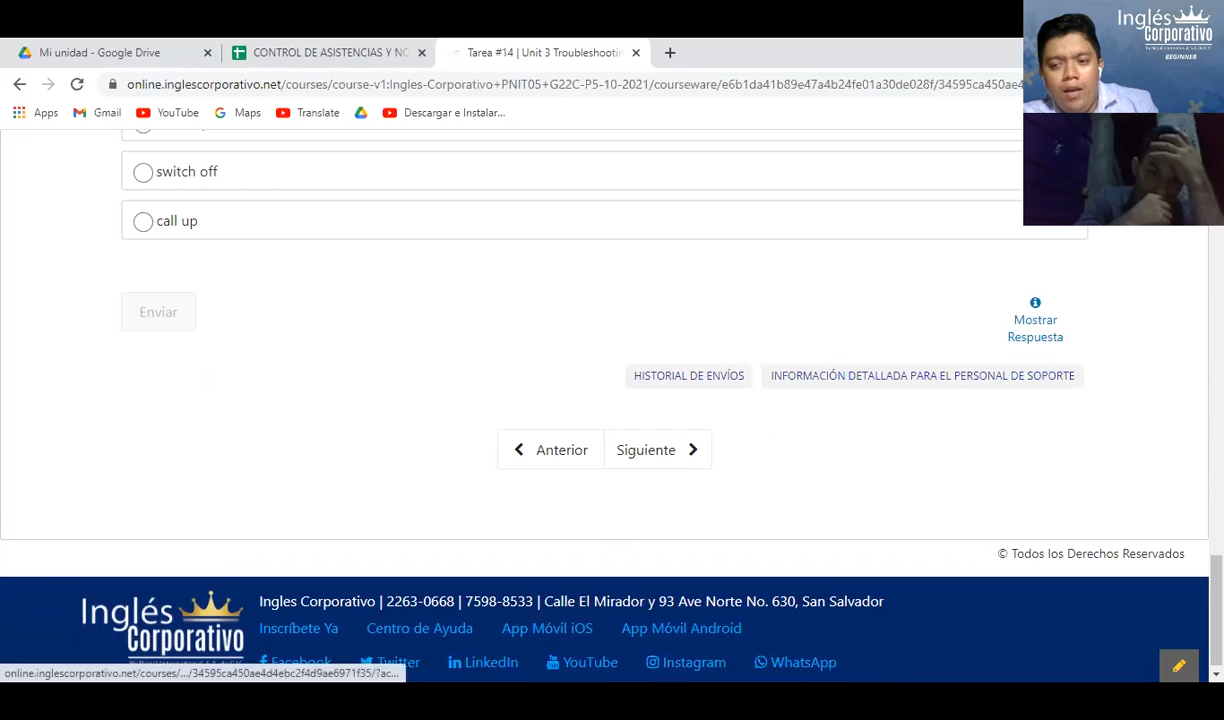 Mi unidad - Google Drive
CONTROL DE ASISTENCIAS Y NO
Tarea #14 | Unit 3 Troubleshootin
online.inglescorporativo.net/courses/course-v1:Ingles-Corporativo+PNIT05+G22C-P5-10-2021/courseware/e6b1da41b89e47a4b24fe01a30de028f/34595ca450ae4
Apps
Gmail
YouTube
Maps
Translate
Descargar e Instalar...
Inglés
Corporativo
BEGINNER
switch off
call up
Enviar
Mostrar
Respuesta
HISTORIAL DE ENVÍOS
INFORMACIÓN DETALLADA PARA EL PERSONAL DE SOPORTE
Anterior
Siguiente
© Todos los Derechos Reservados
Inglés
Corporativo
Ingles Corporativo | 2263-0668 | 7598-8533 | Calle El Mirador y 93 Ave Norte No. 630, San Salvador
Inscríbete Ya
Centro de Ayuda
App Móvil iOS
App Móvil Android
Facebook
Twitter
LinkedIn
YouTube
Instagram
WhatsApp
online.inglescorporativo.net/courses/.../34595ca450ae4d4ebc2f4d9ae6971f35/?ac...